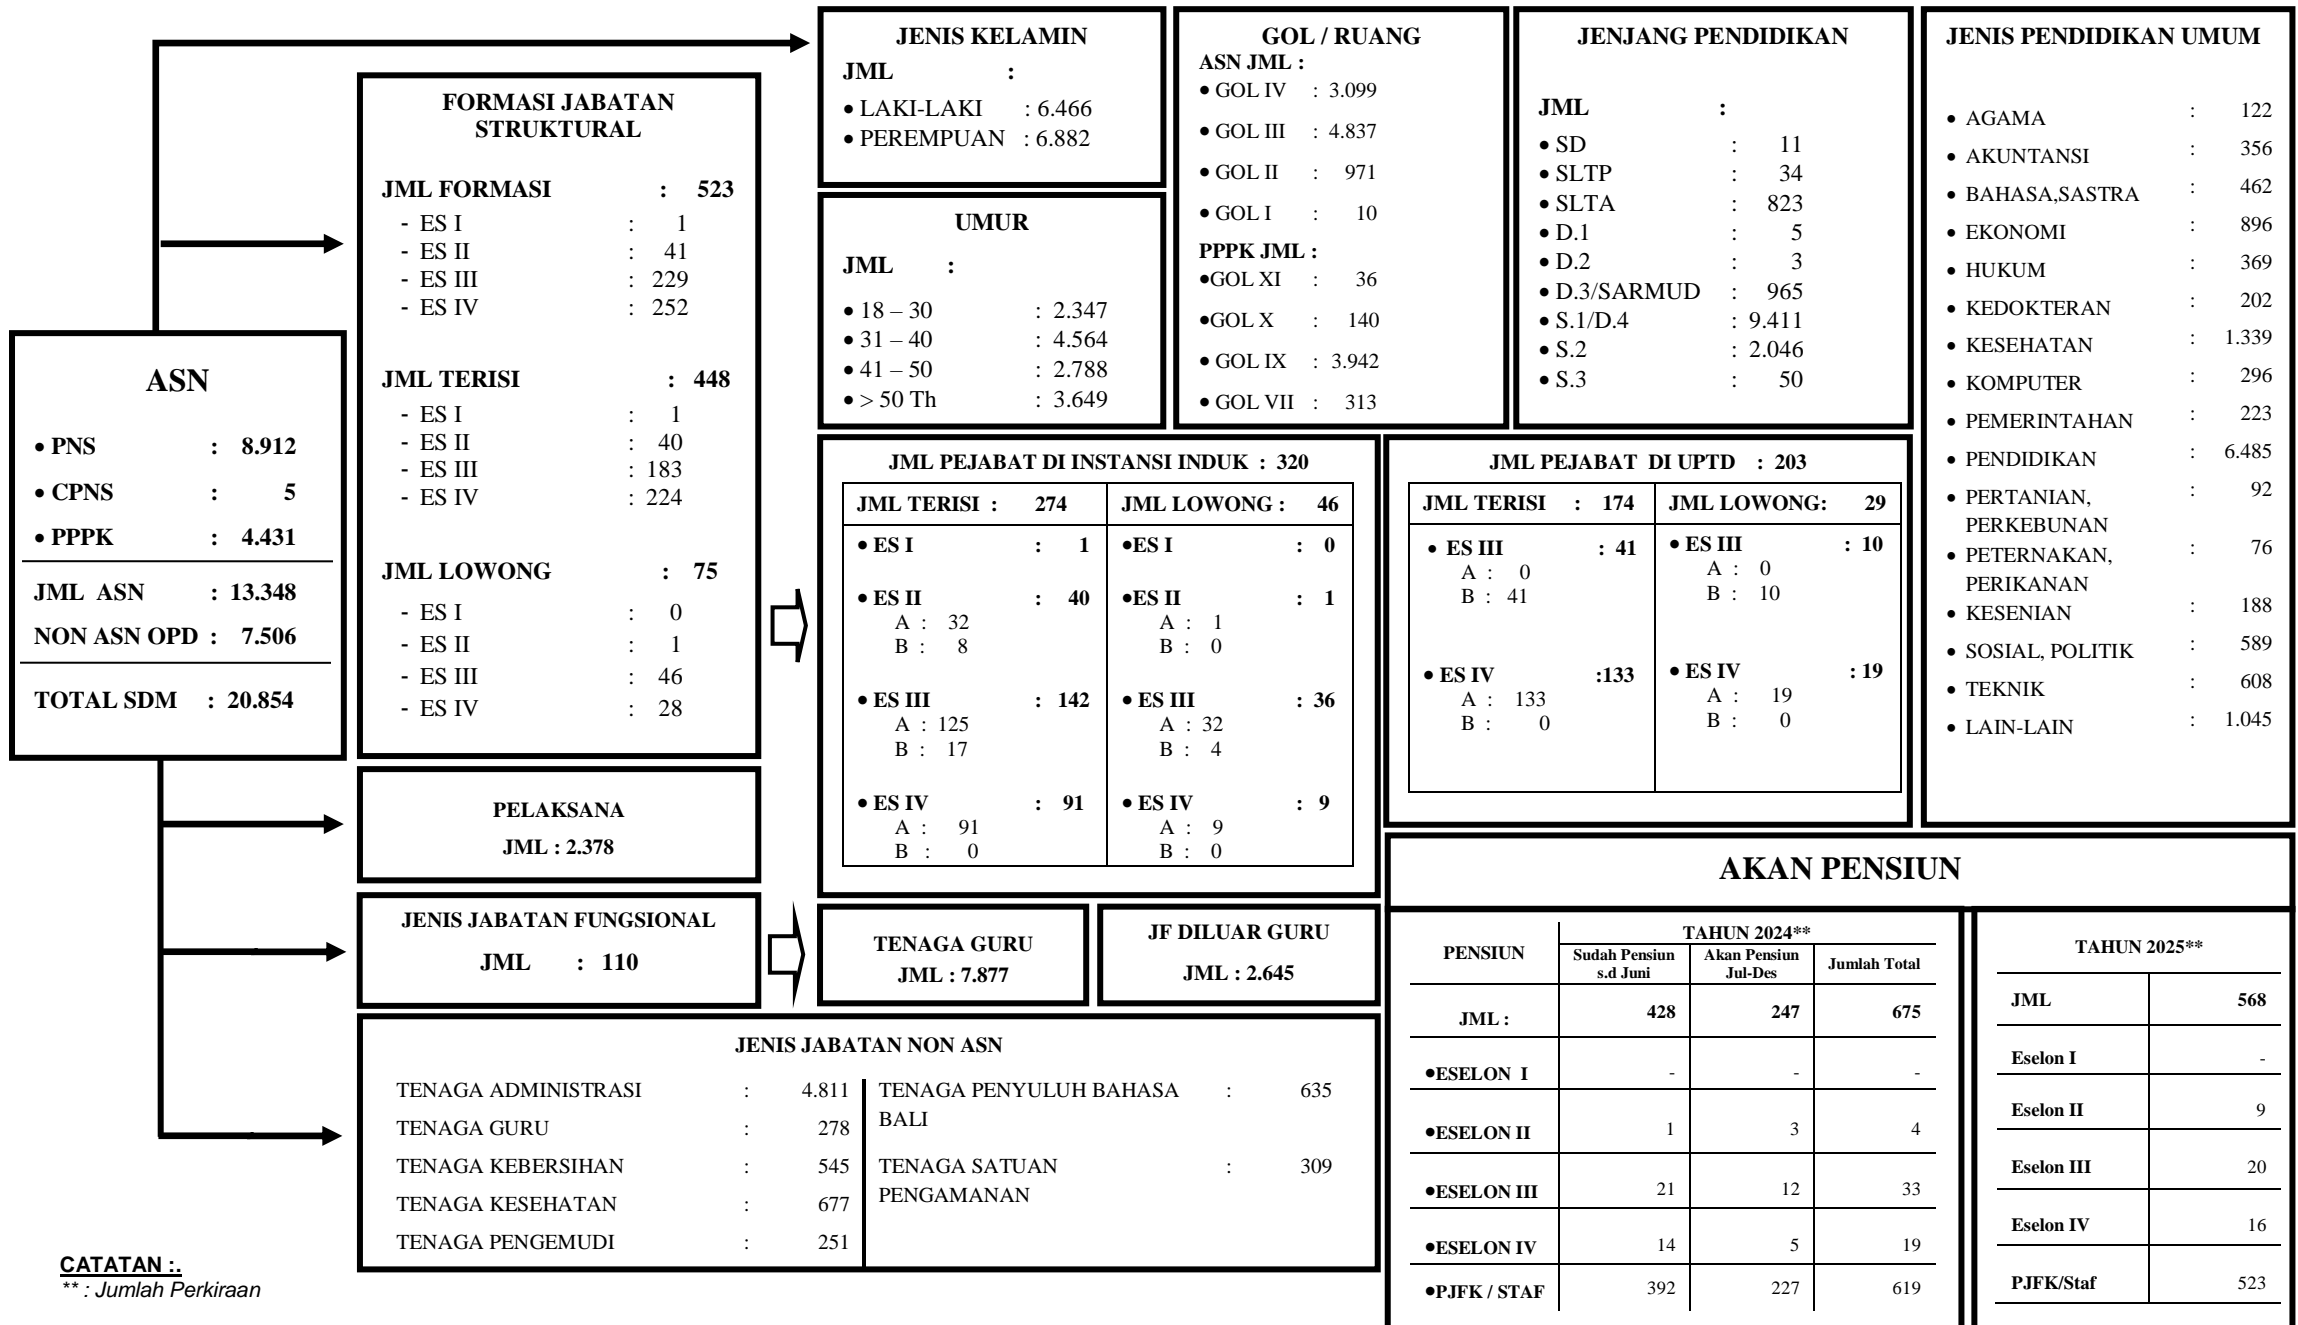 ASN
• PNS : 8.912
• CPNS : 5
• PPPK : 4.431
JML ASN : 13.348
NON ASN OPD : 7.506
TOTAL SDM : 20.854
FORMASI JABATAN
STRUKTURAL
JML FORMASI : 523
- ES I : 1
- ES II : 41
- ES III : 229
- ES IV : 252
JML TERISI : 448
- ES I : 1
- ES II : 40
- ES III : 183
- ES IV : 224
JML LOWONG : 75
- ES I : 0
- ES II : 1
- ES III : 46
- ES IV : 28
PELAKSANA
JML : 2.378
JENIS JABATAN FUNGSIONAL
JML : 110
JENIS KELAMIN
JML :
• LAKI-LAKI : 6.466
• PEREMPUAN : 6.882
UMUR
JML :
• 18 – 30 : 2.347
• 31 – 40 : 4.564
• 41 – 50 : 2.788
• > 50 Th : 3.649
GOL / RUANG
ASN JML :
• GOL IV : 3.099
• GOL III : 4.837
• GOL II : 971
• GOL I : 10
PPPK JML :
•GOL XI : 36
•GOL X : 140
• GOL IX : 3.942
• GOL VII : 313
JENJANG PENDIDIKAN
JML :
• SD : 11
• SLTP : 34
• SLTA : 823
• D.1 : 5
• D.2 : 3
• D.3/SARMUD : 965
• S.1/D.4 : 9.411
• S.2 : 2.046
• S.3 : 50
JENIS PENDIDIKAN UMUM
• AGAMA : 122
• AKUNTANSI : 356
• BAHASA,SASTRA : 462
• EKONOMI : 896
• HUKUM : 369
• KEDOKTERAN : 202
• KESEHATAN : 1.339
• KOMPUTER : 296
• PEMERINTAHAN : 223
• PENDIDIKAN : 6.485
• PERTANIAN, : 92
PERKEBUNAN
• PETERNAKAN, : 76
PERIKANAN
• KESENIAN : 188
• SOSIAL, POLITIK : 589
• TEKNIK : 608
• LAIN-LAIN : 1.045
JML PEJABAT DI INSTANSI INDUK : 320
JML TERISI : 274
• ES I : 1
• ES II : 40
A : 32
B : 8
• ES III : 142
A : 125
B : 17
• ES IV : 91
A : 91
B : 0
JML LOWONG : 46
•ES I : 0
•ES II : 1
A : 1
B : 0
• ES III : 36
A : 32
B : 4
• ES IV : 9
A : 9
B : 0
JML PEJABAT DI UPTD : 203
JML TERISI : 174
• ES III : 41
A : 0
B : 41
• ES IV :133
A : 133
B : 0
JML LOWONG: 29
• ES III : 10
A : 0
B : 10
• ES IV : 19
A : 19
B : 0
TENAGA GURU
JML : 7.877
JF DILUAR GURU
JML : 2.645
JENIS JABATAN NON ASN
TENAGA ADMINISTRASI : 4.811
TENAGA GURU : 278
TENAGA KEBERSIHAN : 545
TENAGA KESEHATAN : 677
TENAGA PENGEMUDI : 251
TENAGA PENYULUH BAHASA : 635
BALI
TENAGA SATUAN : 309
PENGAMANAN
AKAN PENSIUN
PENSIUN TAHUN 2024**
Sudah Pensiun s.d Juni Akan Pensiun Jul-Des Jumlah Total
JML : 428 247 675
•ESELON I - - -
•ESELON II 1 3 4
•ESELON III 21 12 33
•ESELON IV 14 5 19
•PJFK / STAF 392 227 619
TAHUN 2025**
JML 568
Eselon I -
Eselon II 9
Eselon III 20
Eselon IV 16
PJFK/Staf 523
CATATAN :.
** : Jumlah Perkiraan